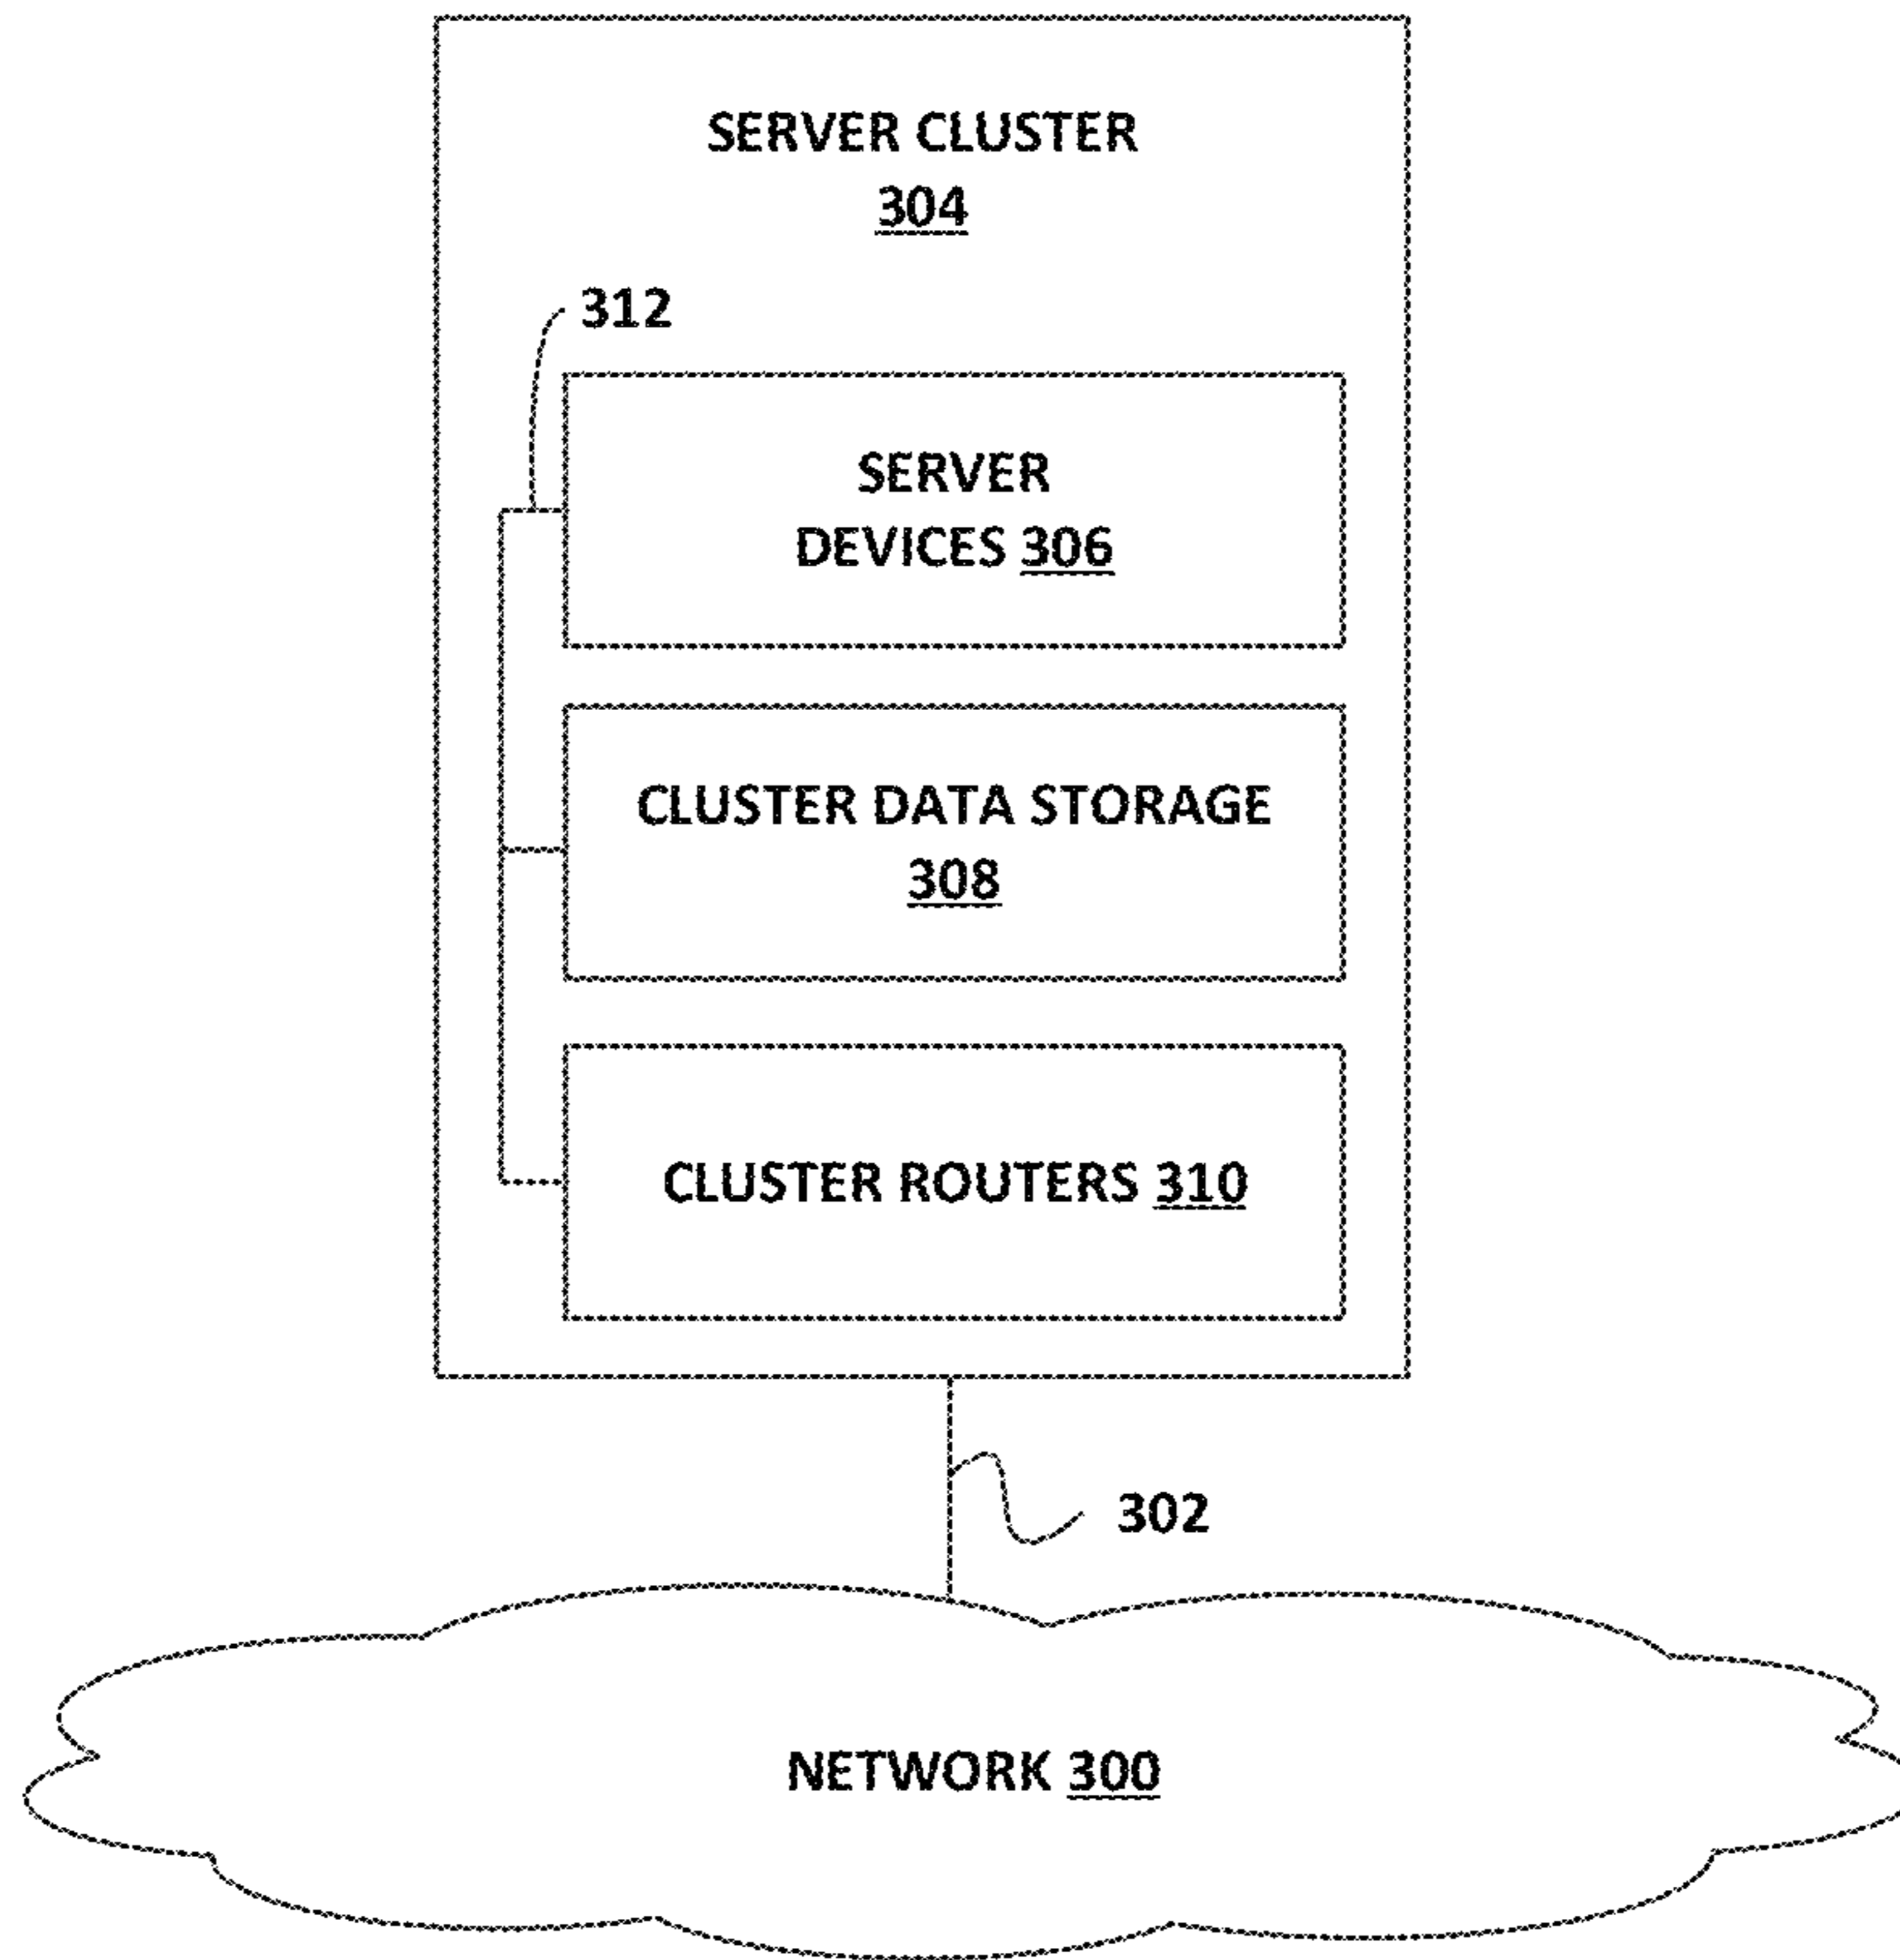 SERVER CLUSTER
304
312
SERVER
DEVICES 306
CLUSTER DATA STORAGE
308
CLUSTER ROUTERS 310
302
NETWORK 300